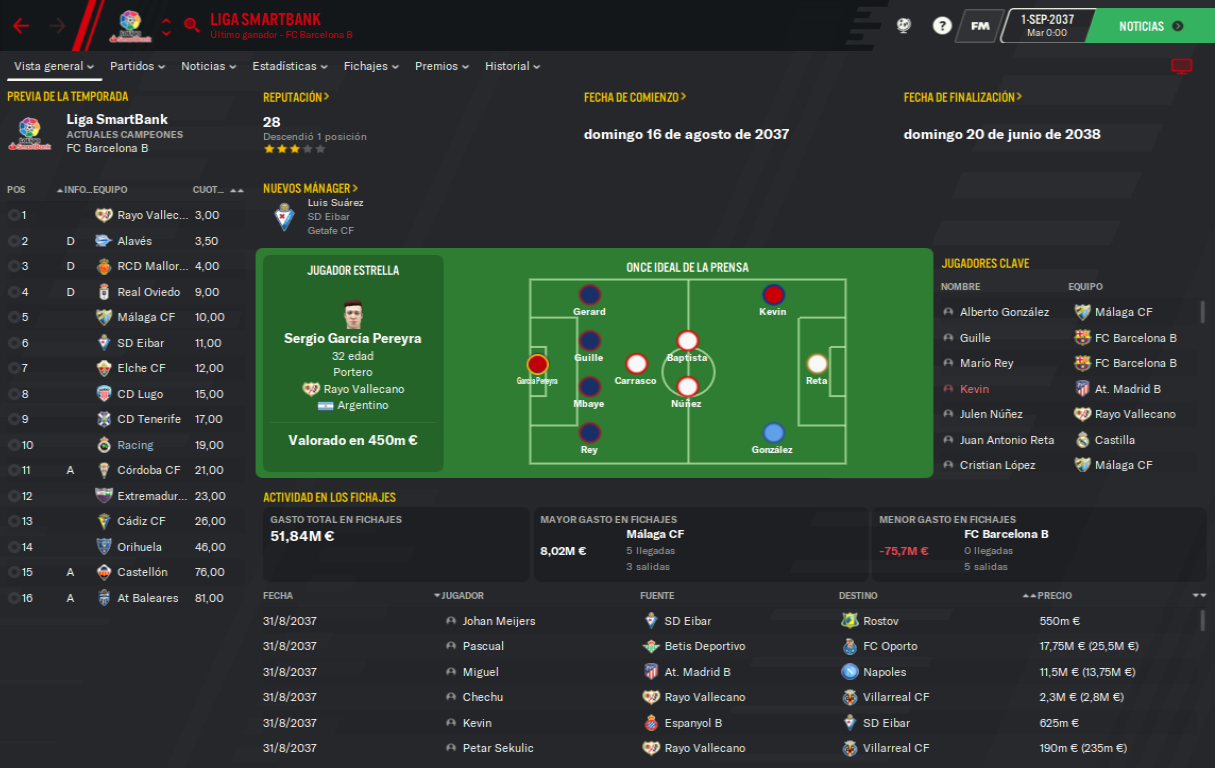 LIGA SMARTBANK
Último ganador - FC Barcelona B
?
FM
1-SEP-2037
Mar 0:00
NOTICIAS
Vista general Partidos Noticias Estadísticas Fichajes Premios Historial
PREVIA DE LA TEMPORADA
Liga SmartBank
ACTUALES CAMPEONES
FC Barcelona B
REPUTACIÓN
28
Descendió 1 posición
FECHA DE COMIENZO
domingo 16 de agosto de 2037
FECHA DE FINALIZACIÓN
domingo 20 de junio de 2038
NUEVOS MÁNAGER
Luis Suárez
SD Eibar
Getafe CF
POS INFO... EQUIPO CUOT...
1 Rayo Vallec... 3,00
2 D Alavés 3,50
3 D RCD Mallor... 4,00
4 D Real Oviedo 9,00
5 Málaga CF 10,00
6 SD Eibar 11,00
7 Elche CF 12,00
8 CD Lugo 15,00
9 CD Tenerife 17,00
10 Racing 19,00
11 A Córdoba CF 21,00
12 Extremadur... 23,00
13 Cádiz CF 26,00
14 Orihuela 46,00
15 A Castellón 76,00
16 A At Baleares 81,00
JUGADOR ESTRELLA
Sergio García Pereyra
32 edad
Portero
Rayo Vallecano
Argentino
Valorado en 450m €
ONCE IDEAL DE LA PRENSA
Gerard
Kevin
Guille
Baptista
García Pereyra
Carrasco
Reta
Mbaye
Núñez
Rey
González
JUGADORES CLAVE
NOMBRE EQUIPO
Alberto González Málaga CF
Guille FC Barcelona B
Marío Rey FC Barcelona B
Kevin At. Madrid B
Julen Núñez Rayo Vallecano
Juan Antonio Reta Castilla
Cristian López Málaga CF
ACTIVIDAD EN LOS FICHAJES
GASTO TOTAL EN FICHAJES
51,84M €
MAYOR GASTO EN FICHAJES
Málaga CF
8,02M €
5 llegadas
3 salidas
MENOR GASTO EN FICHAJES
FC Barcelona B
-75,7M €
0 llegadas
5 salidas
FECHA JUGADOR FUENTE DESTINO PRECIO
31/8/2037 Johan Meijers SD Eibar Rostov 550m €
31/8/2037 Pascual Betis Deportivo FC Oporto 17,75M € (25,5M €)
31/8/2037 Miguel At. Madrid B Napoles 11,5M € (13,75M €)
31/8/2037 Chechu Rayo Vallecano Villarreal CF 2,3M € (2,8M €)
31/8/2037 Kevin Espanyol B SD Eibar 625m €
31/8/2037 Petar Sekulic Rayo Vallecano Villarreal CF 190m € (235m €)